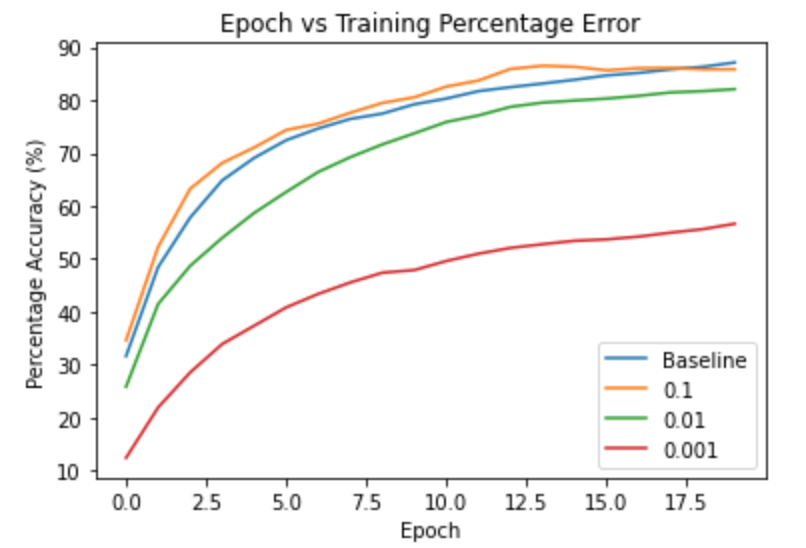 Epoch vs Training Percentage Error
Percentage Accuracy (%)
90
80
70
60
50
40
30
20
10
0.0 2.5 5.0 7.5 10.0 12.5 15.0 17.5
Epoch
Baseline
0.1
0.01
0.001